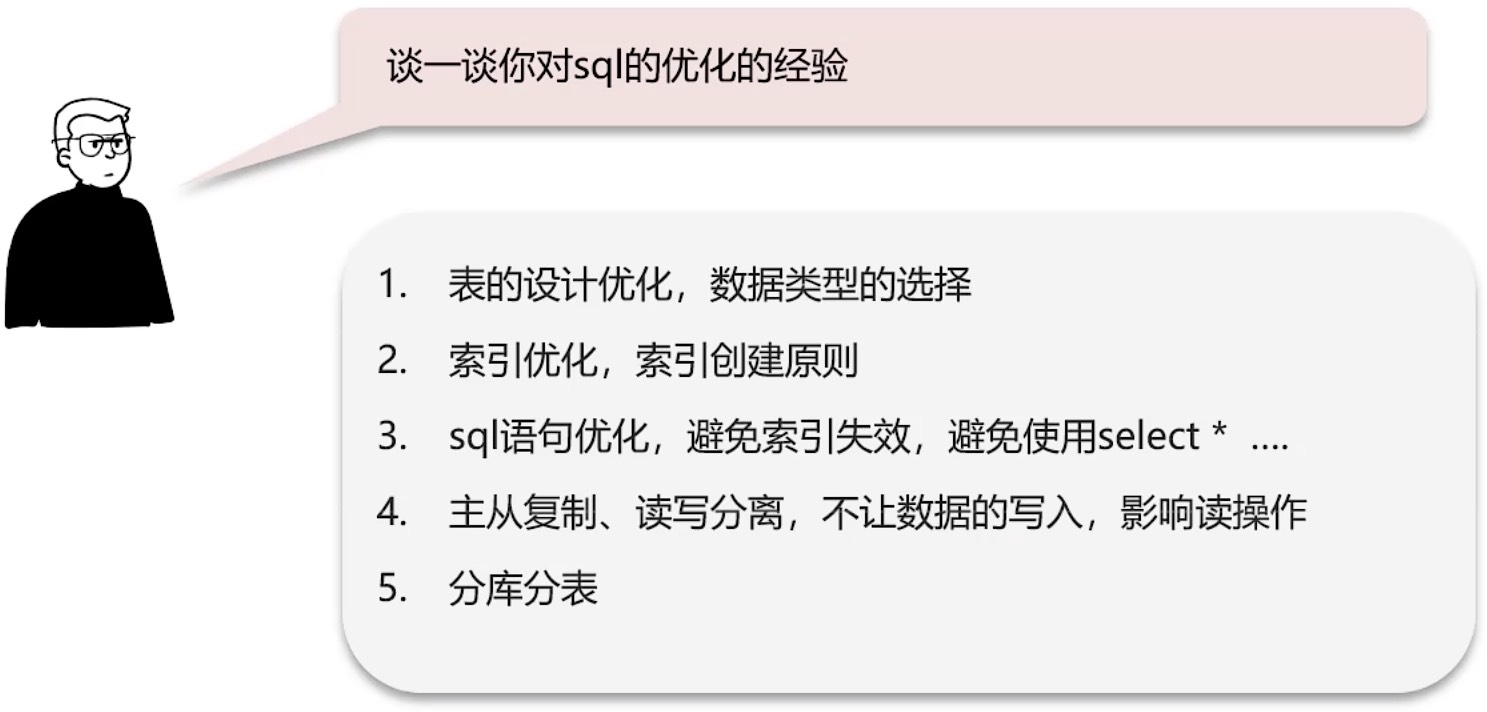 谈一谈你对sql的优化的经验
1. 表的设计优化，数据类型的选择
2. 索引优化，索引创建原则
3. sql语句优化，避免索引失效，避免使用select * ....
4. 主从复制、读写分离，不让数据的写入，影响读操作
5. 分库分表